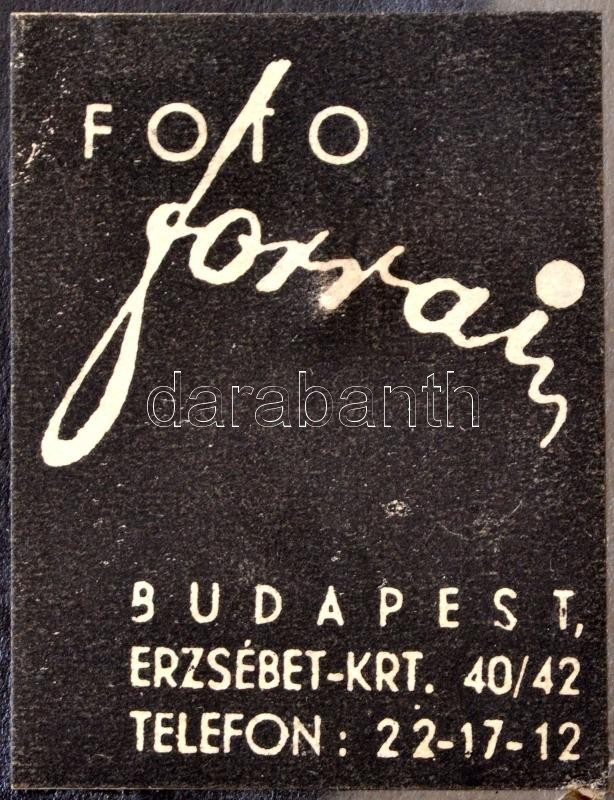 FOTO
forrai
darabanth
BUDAPEST,
ERZSÉBET-KRT. 40/42
TELEFON: 22-17-12